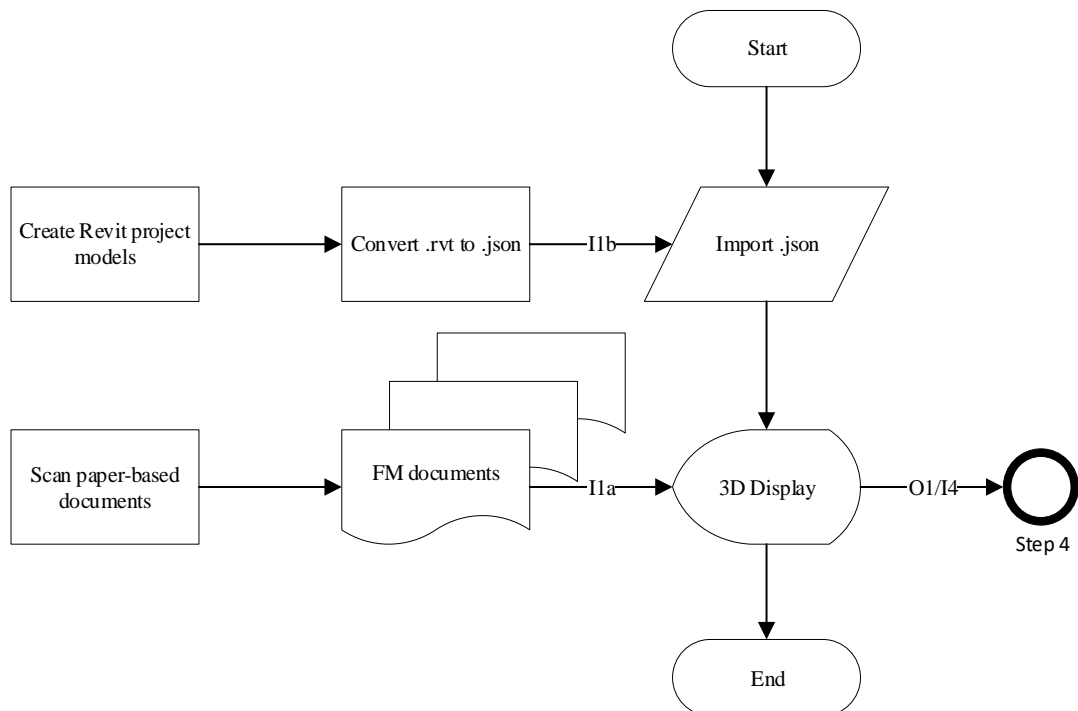 Start
Create Revit project
models
Convert .rvt to .json
I1b
Import .json
Scan paper-based
documents
FM documents
I1a
3D Display
O1/I4
Step 4
End